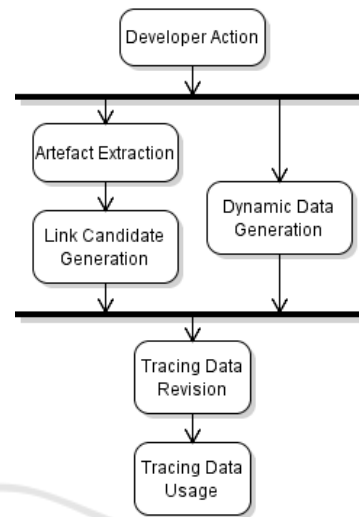 Developer Action
Artefact Extraction
Link Candidate
Generation
Dynamic Data
Generation
Tracing Data
Revision
Tracing Data
Usage